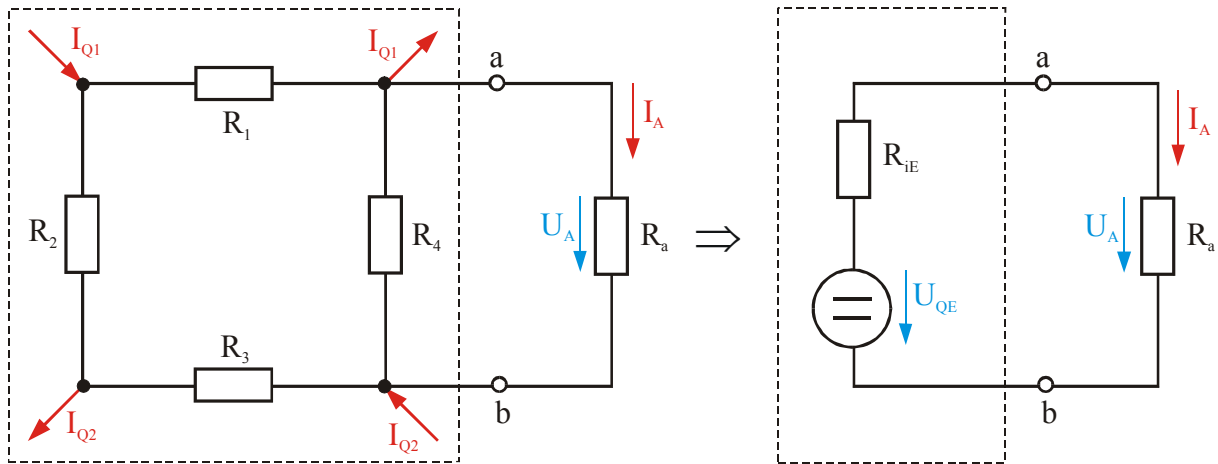 I_Q1
I_Q1
a
a
R_1
I_A
I_A
R_iE
R_2
R_4
U_A
R_a
⇒
U_A
R_a
U_QE
R_3
I_Q2
I_Q2
b
b